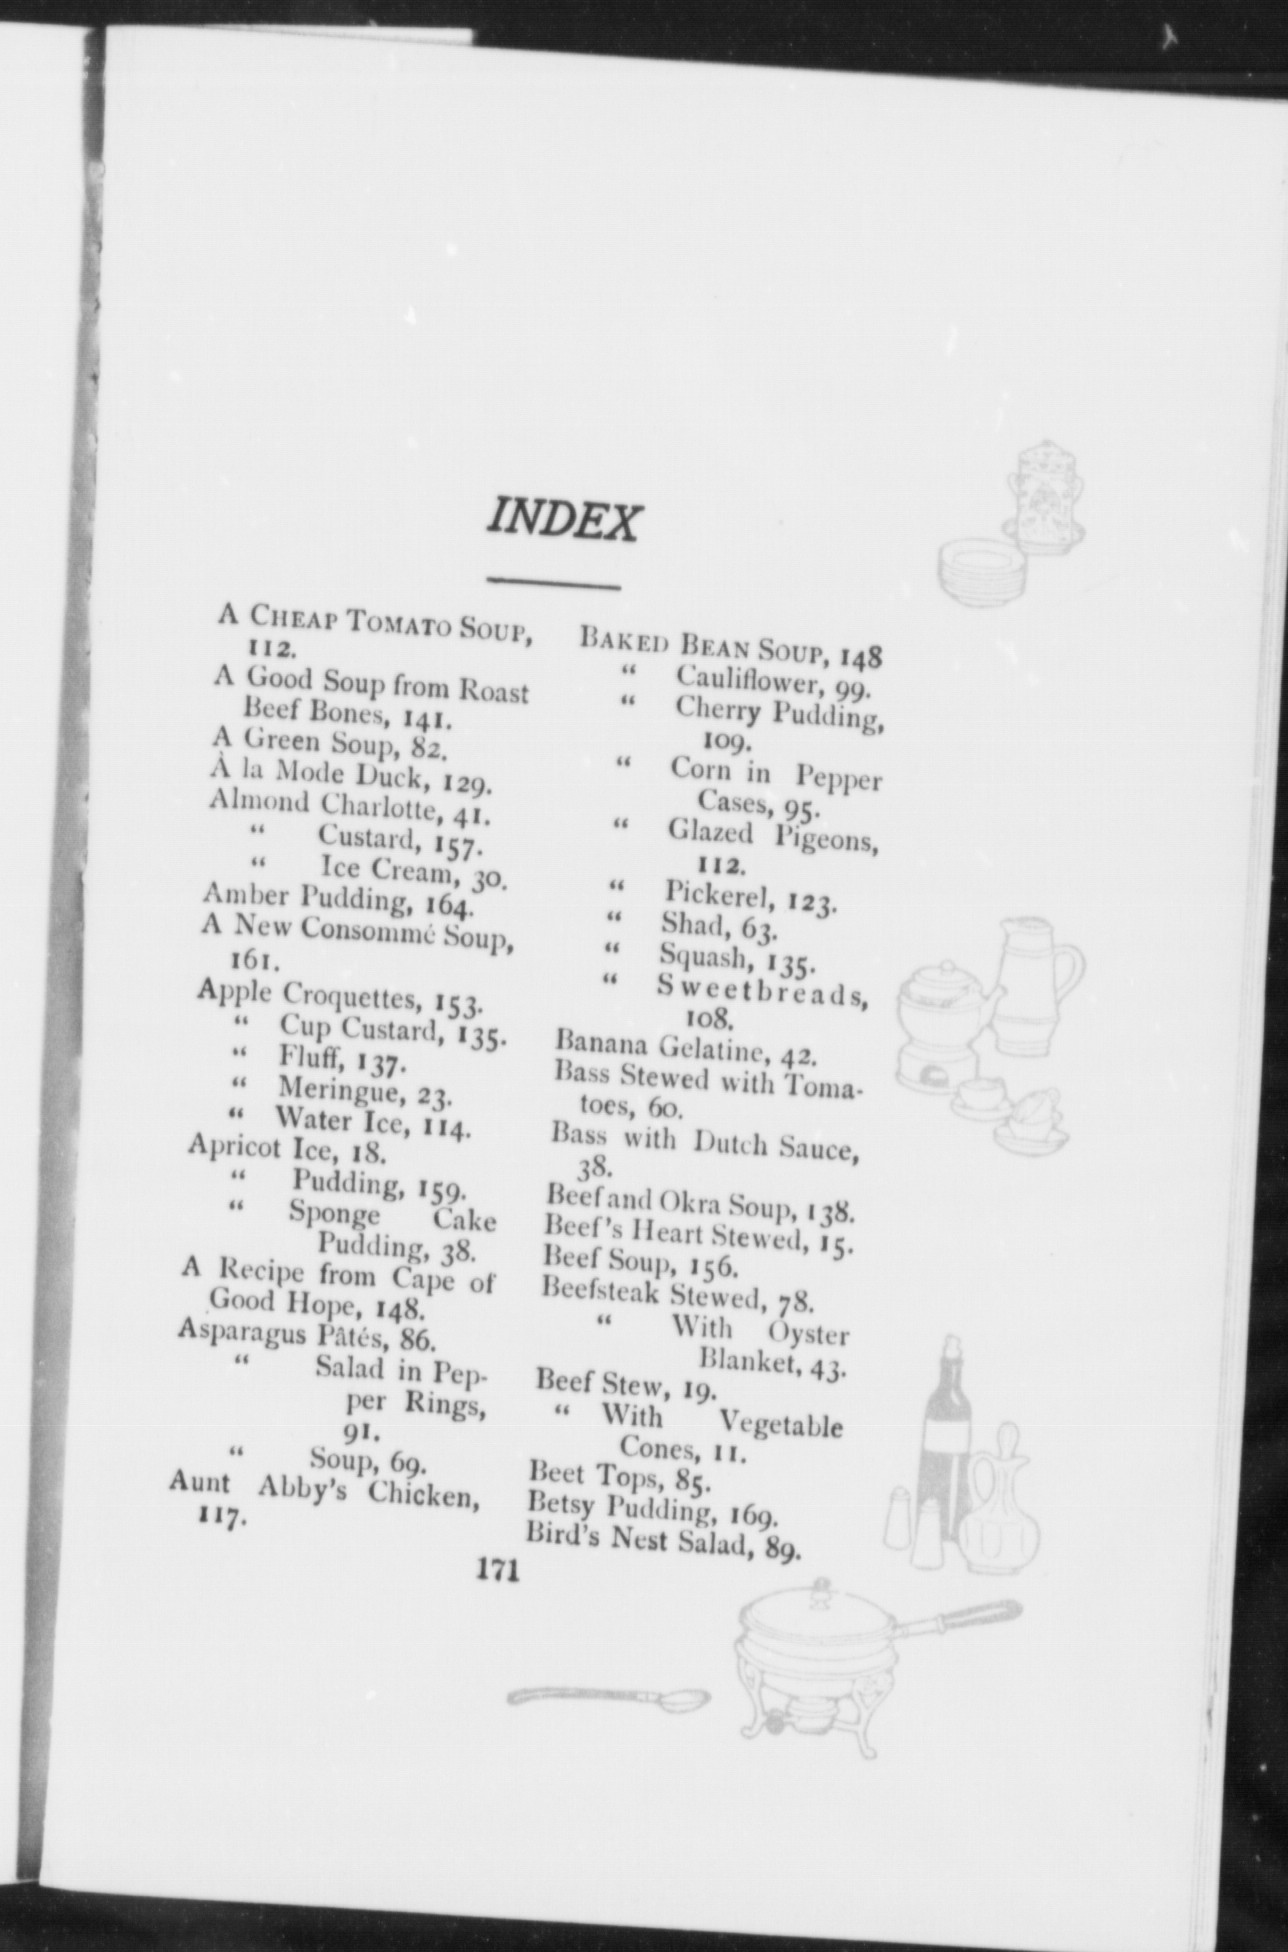 INDEX
A CHEAP TOMATO SOUP,
112.
A Good Soup from Roast
Beef Bones, 141.
A Green Soup, 82.
À la Mode Duck, 129.
Almond Charlotte, 41.
“ Custard, 157.
“ Ice Cream, 30.
Amber Pudding, 164.
A New Consommé Soup,
161.
Apple Croquettes, 153.
“ Cup Custard, 135.
“ Fluff, 137.
“ Meringue, 23.
“ Water Ice, 114.
Apricot Ice, 18.
“ Pudding, 159.
“ Sponge Cake
Pudding, 38.
A Recipe from Cape of
Good Hope, 148.
Asparagus Pâtés, 86.
“ Salad in Pep-
per Rings,
91.
“ Soup, 69.
Aunt Abby's Chicken,
117.
BAKED BEAN SOUP, 148
“ Cauliflower, 99.
“ Cherry Pudding,
109.
“ Corn in Pepper
Cases, 95.
“ Glazed Pigeons,
112.
“ Pickerel, 123.
“ Shad, 63.
“ Squash, 135.
“ Sweetbreads,
108.
Banana Gelatine, 42.
Bass Stewed with Toma-
toes, 60.
Bass with Dutch Sauce,
38.
Beef and Okra Soup, 138.
Beef's Heart Stewed, 15.
Beef Soup, 156.
Beefsteak Stewed, 78.
“ With Oyster
Blanket, 43.
Beef Stew, 19.
“ With Vegetable
Cones, 11.
Beet Tops, 85.
Betsy Pudding, 169.
Bird's Nest Salad, 89.
171